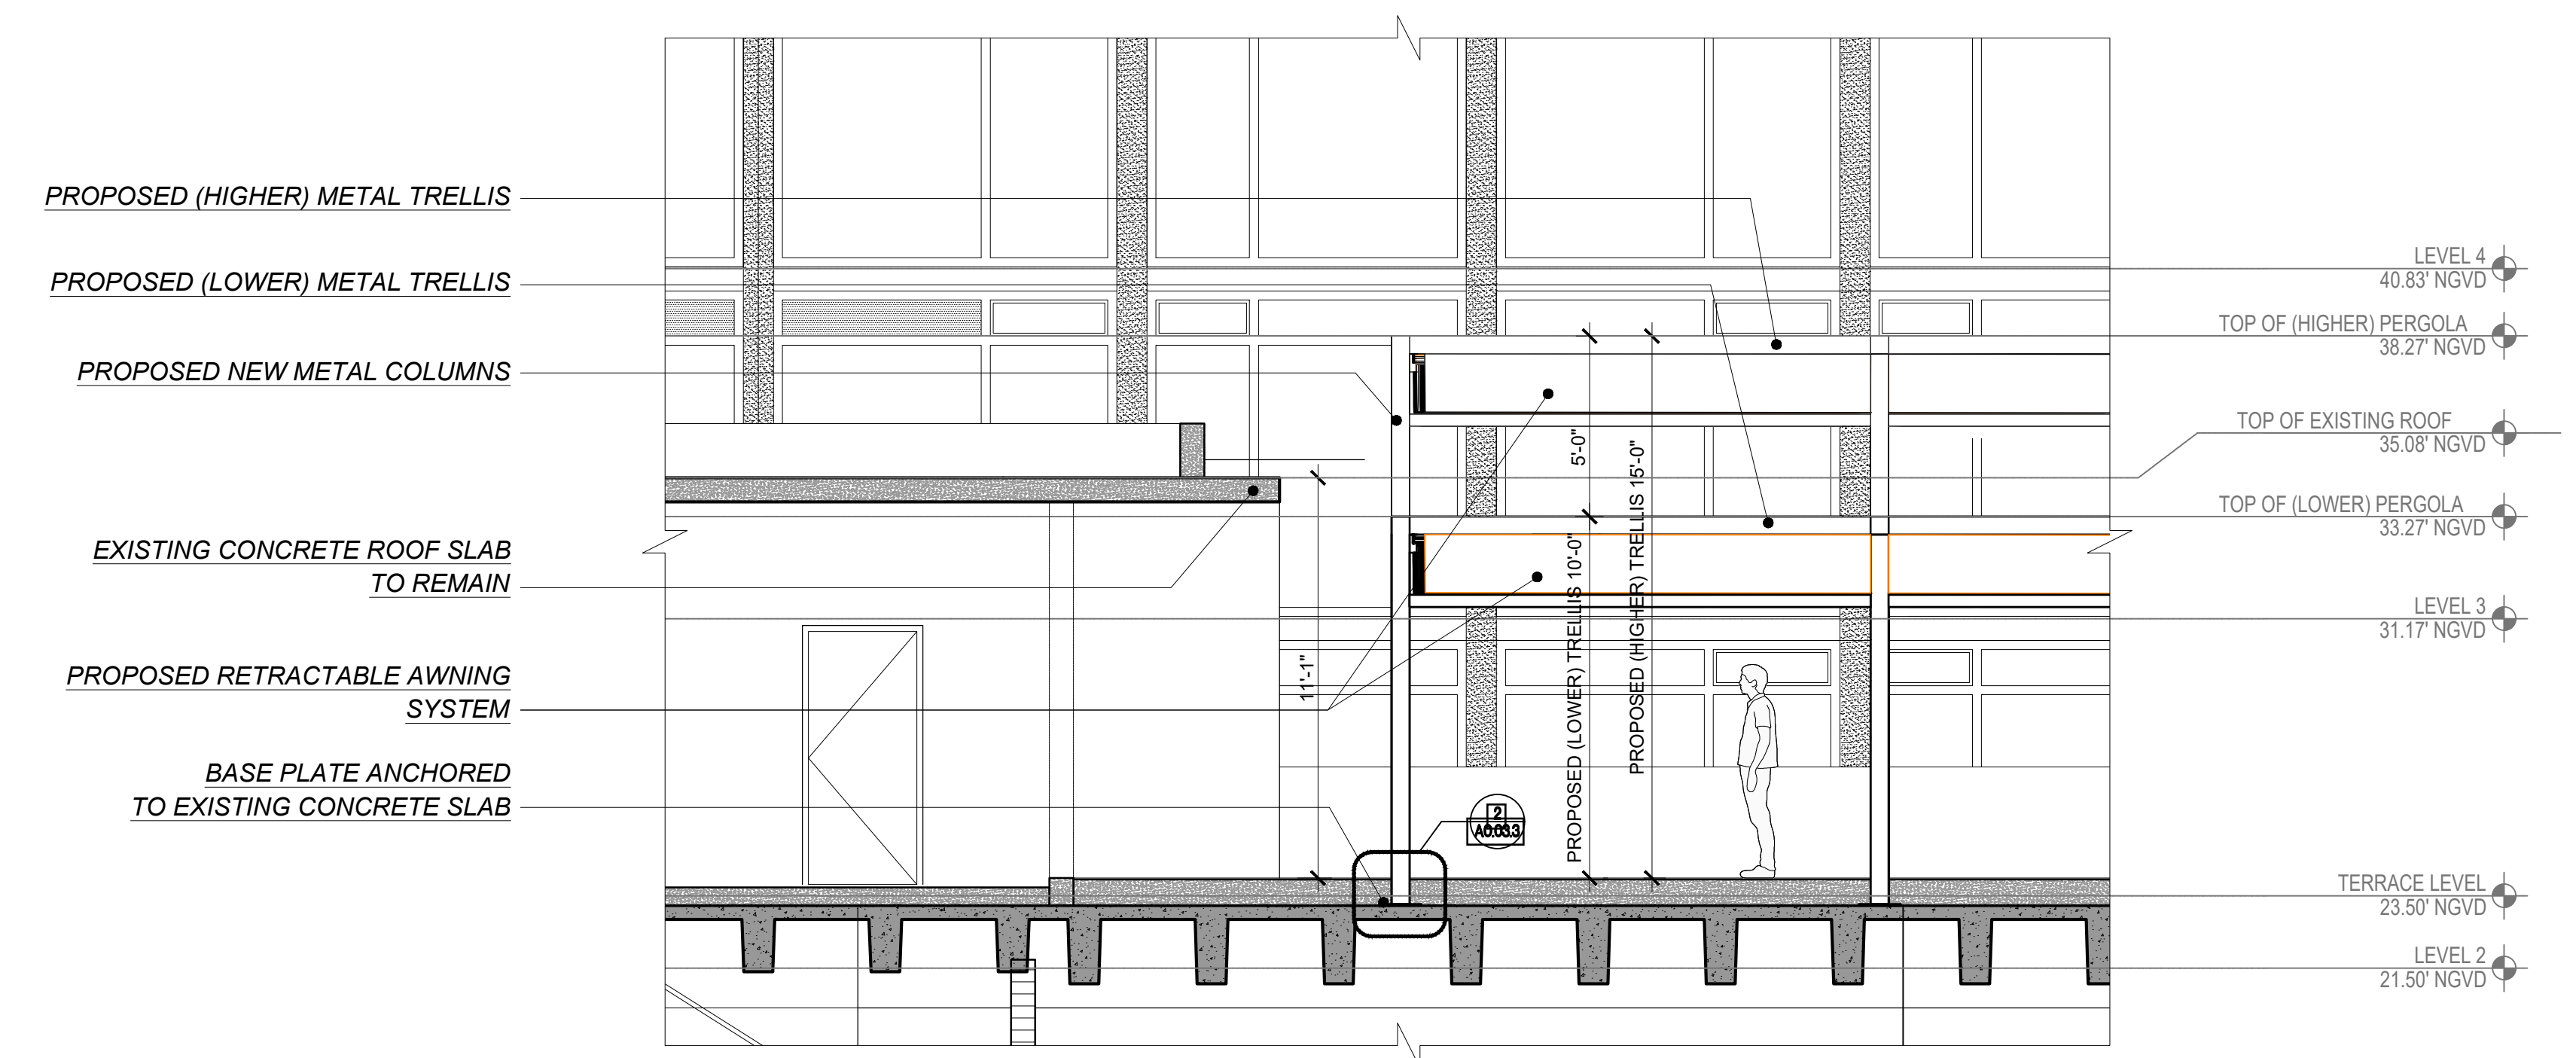 PROPOSED (HIGHER) METAL TRELLIS
PROPOSED (LOWER) METAL TRELLIS
PROPOSED NEW METAL COLUMNS
EXISTING CONCRETE ROOF SLAB
TO REMAIN
PROPOSED RETRACTABLE AWNING
SYSTEM
BASE PLATE ANCHORED
TO EXISTING CONCRETE SLAB
11'-1"
5'-0"
PROPOSED (LOWER) TRELLIS 10'-0"
PROPOSED (HIGHER) TRELLIS 15'-0"
2
A0.03.3
LEVEL 4
40.83' NGVD
TOP OF (HIGHER) PERGOLA
38.27' NGVD
TOP OF EXISTING ROOF
35.08' NGVD
TOP OF (LOWER) PERGOLA
33.27' NGVD
LEVEL 3
31.17' NGVD
TERRACE LEVEL
23.50' NGVD
LEVEL 2
21.50' NGVD